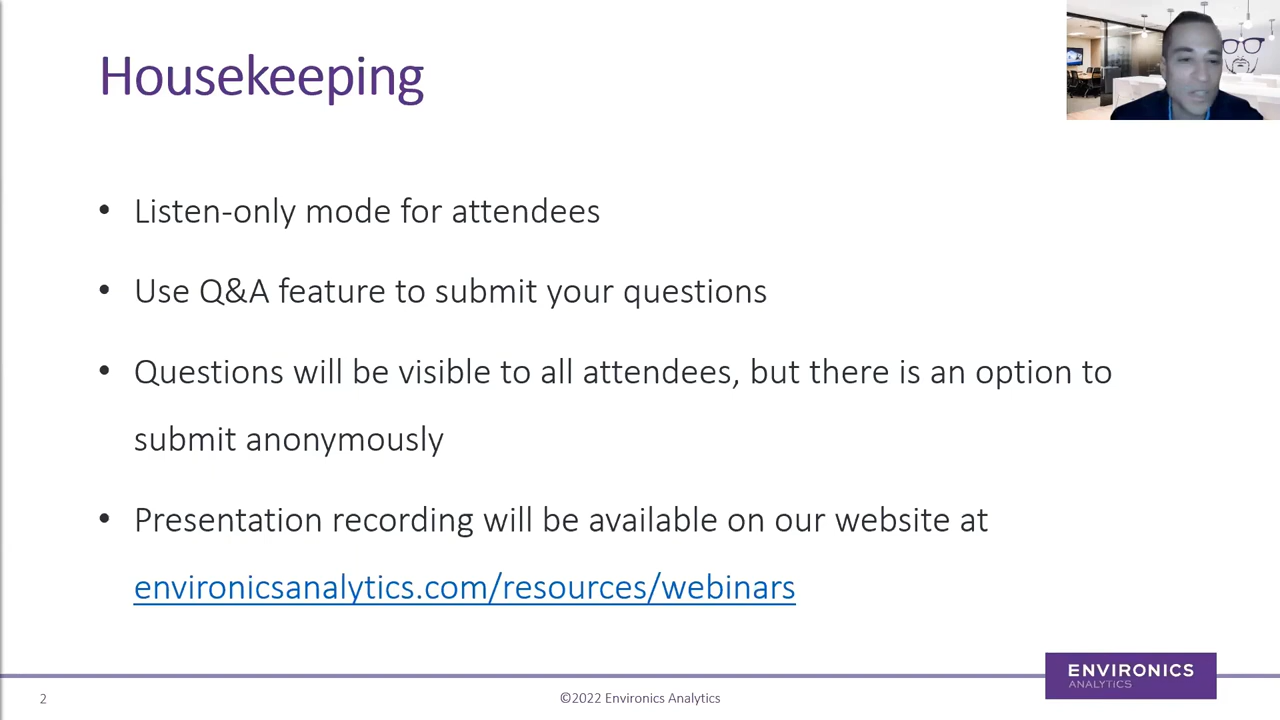 Housekeeping
• Listen-only mode for attendees
• Use Q&A feature to submit your questions
• Questions will be visible to all attendees, but there is an option to
submit anonymously
• Presentation recording will be available on our website at
environicsanalytics.com/resources/webinars
2
©2022 Environics Analytics
ENVIRONICS
ANALYTICS